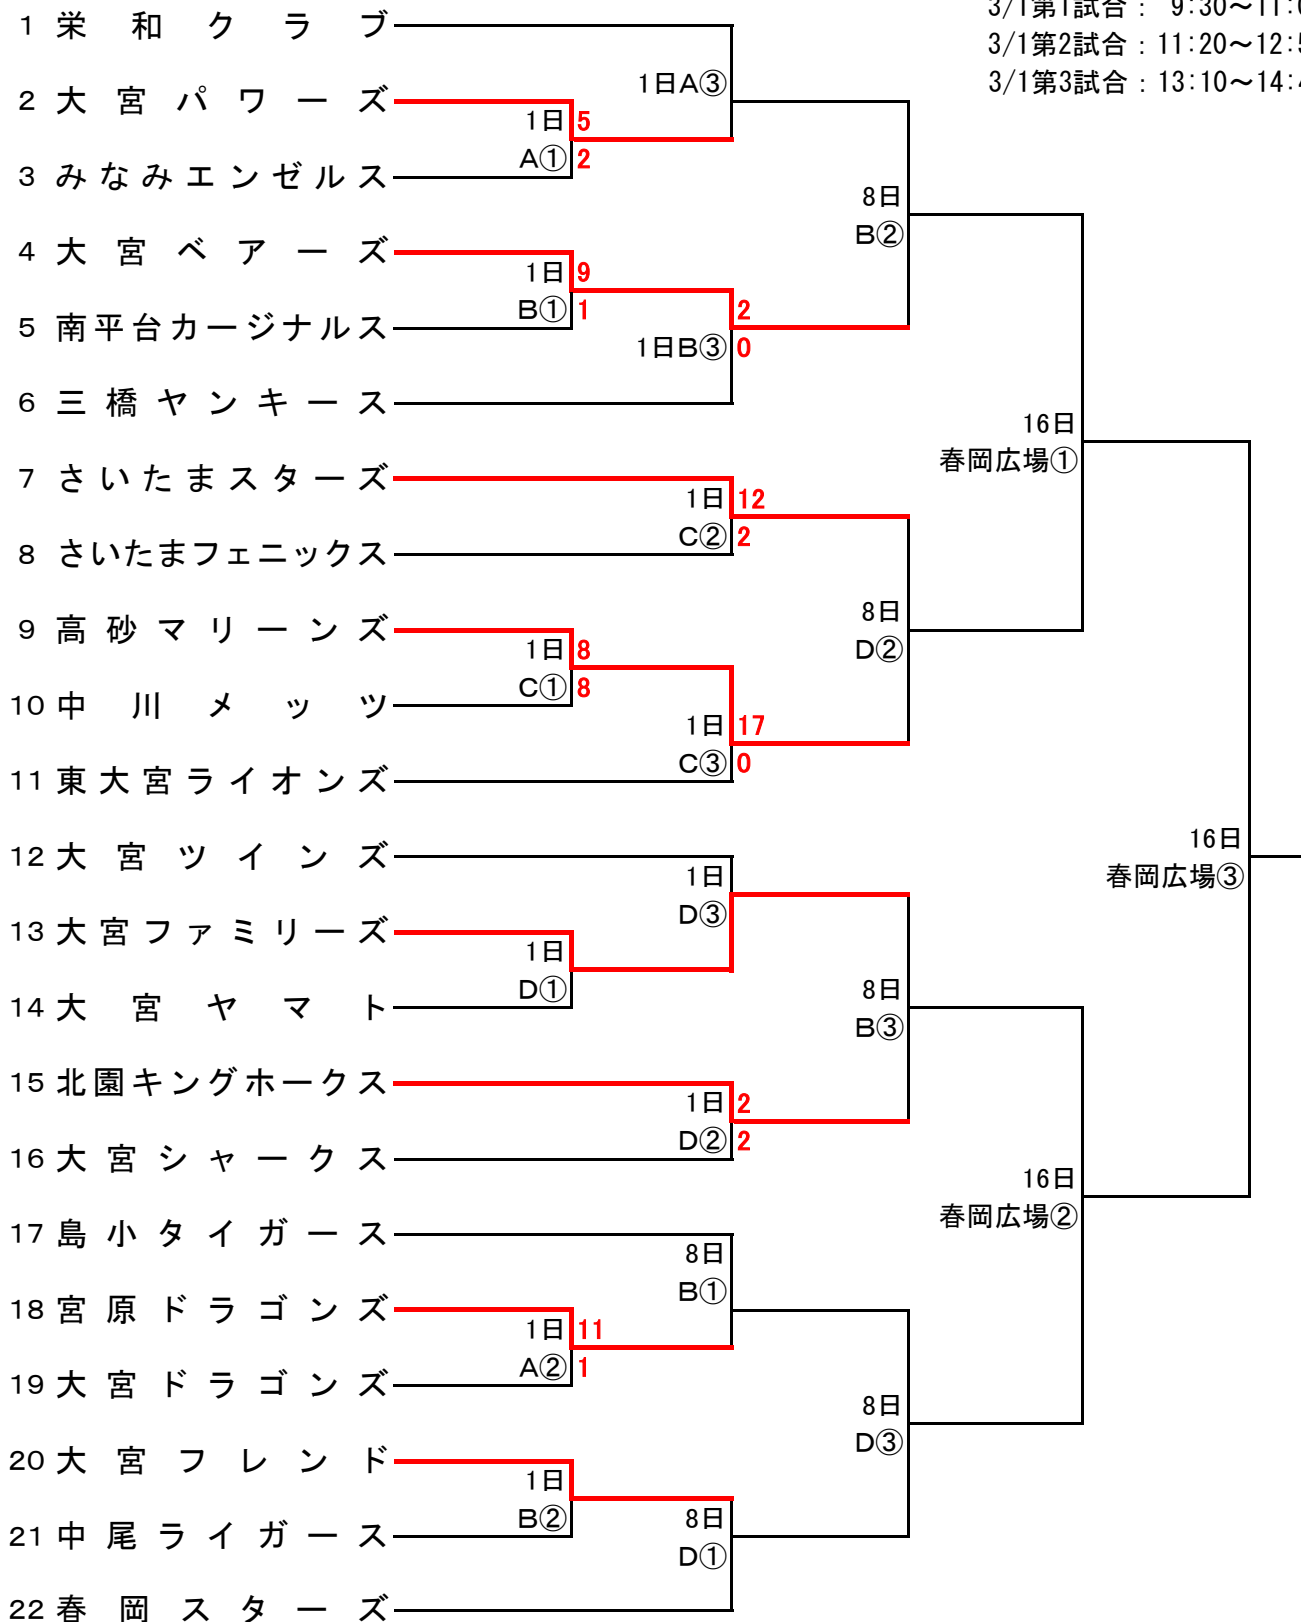 3/1第1試合： 9:30～11:0
3/1第2試合：11:20～12:5
3/1第3試合：13:10～14:4
1 栄和クラブ
1日A③
2 大宮パワーズ
1日 5
A① 2
3 みなみエンゼルス
8日
B②
4 大宮ベアーズ
1日 9
B① 1
2
5 南平台カージナルス
1日B③ 0
6 三橋ヤンキース
16日
春岡広場①
7 さいたまスターズ
1日 12
C② 2
8 さいたまフェニックス
8日
D②
9 高砂マリーンズ
1日 8
C① 8
10 中川メッツ
1日 17
C③ 0
11 東大宮ライオンズ
16日
春岡広場③
12 大宮ツインズ
1日
D③
13 大宮ファミリーズ
1日
D①
14 大宮ヤマト
8日
B③
15 北園キングホークス
1日 2
D② 2
16 大宮シャークス
16日
春岡広場②
17 島小タイガース
8日
B①
18 宮原ドラゴンズ
1日 11
A② 1
19 大宮ドラゴンズ
8日
D③
20 大宮フレンド
1日
B②
21 中尾ライガース
8日
D①
22 春岡スターズ